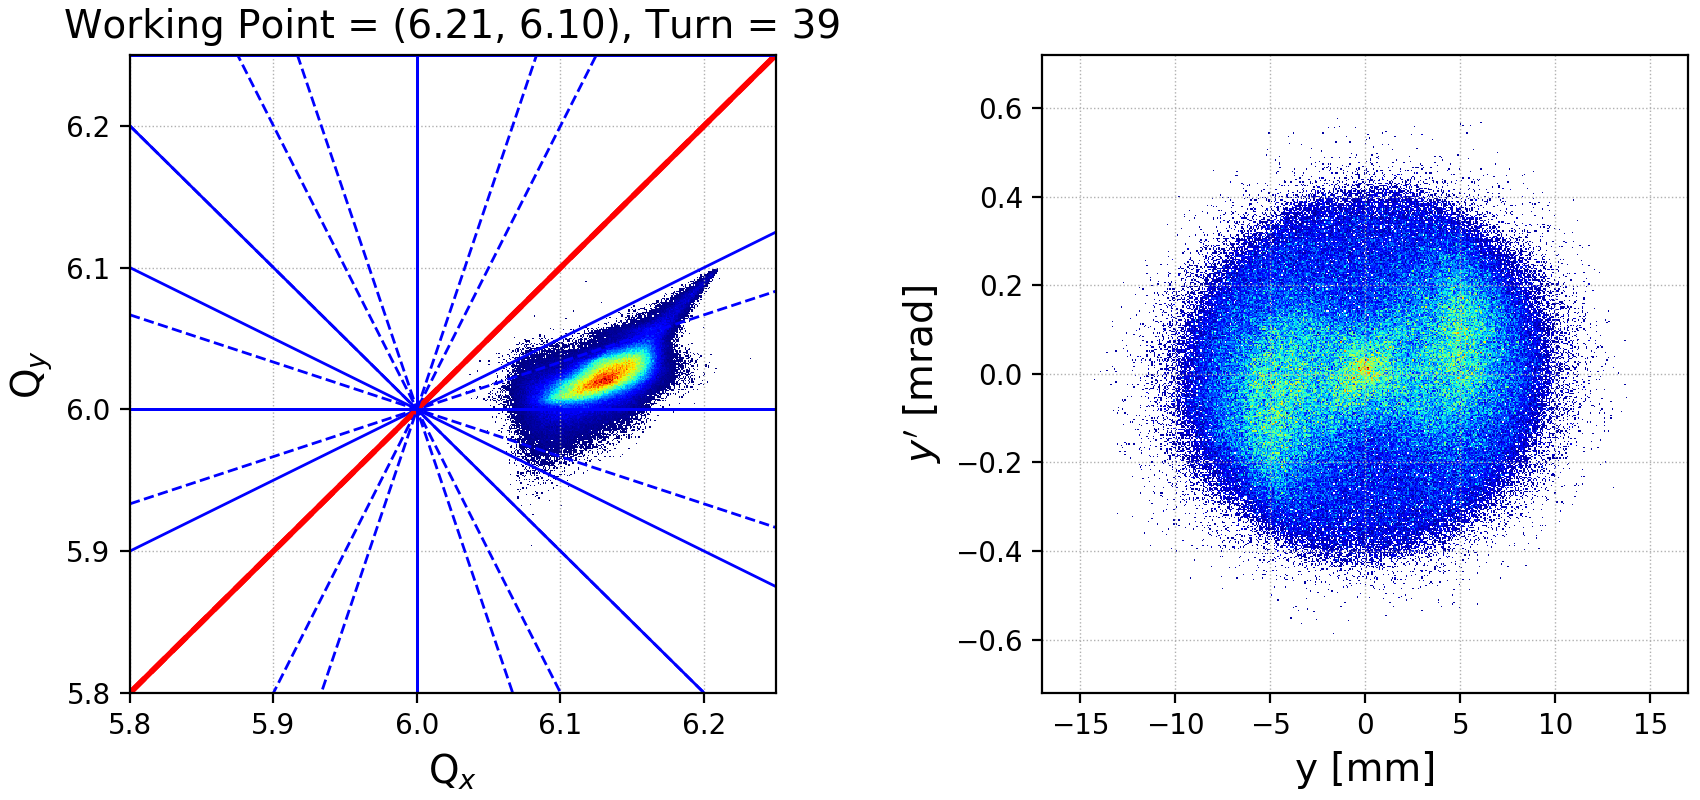 Working Point = (6.21, 6.10), Turn = 39
6.2
6.1
6.0
5.9
5.8
Q_y
5.8 5.9 6.0 6.1 6.2
Q_x
0.6
0.4
0.2
0.0
−0.2
−0.4
−0.6
y′ [mrad]
−15 −10 −5 0 5 10 15
y [mm]